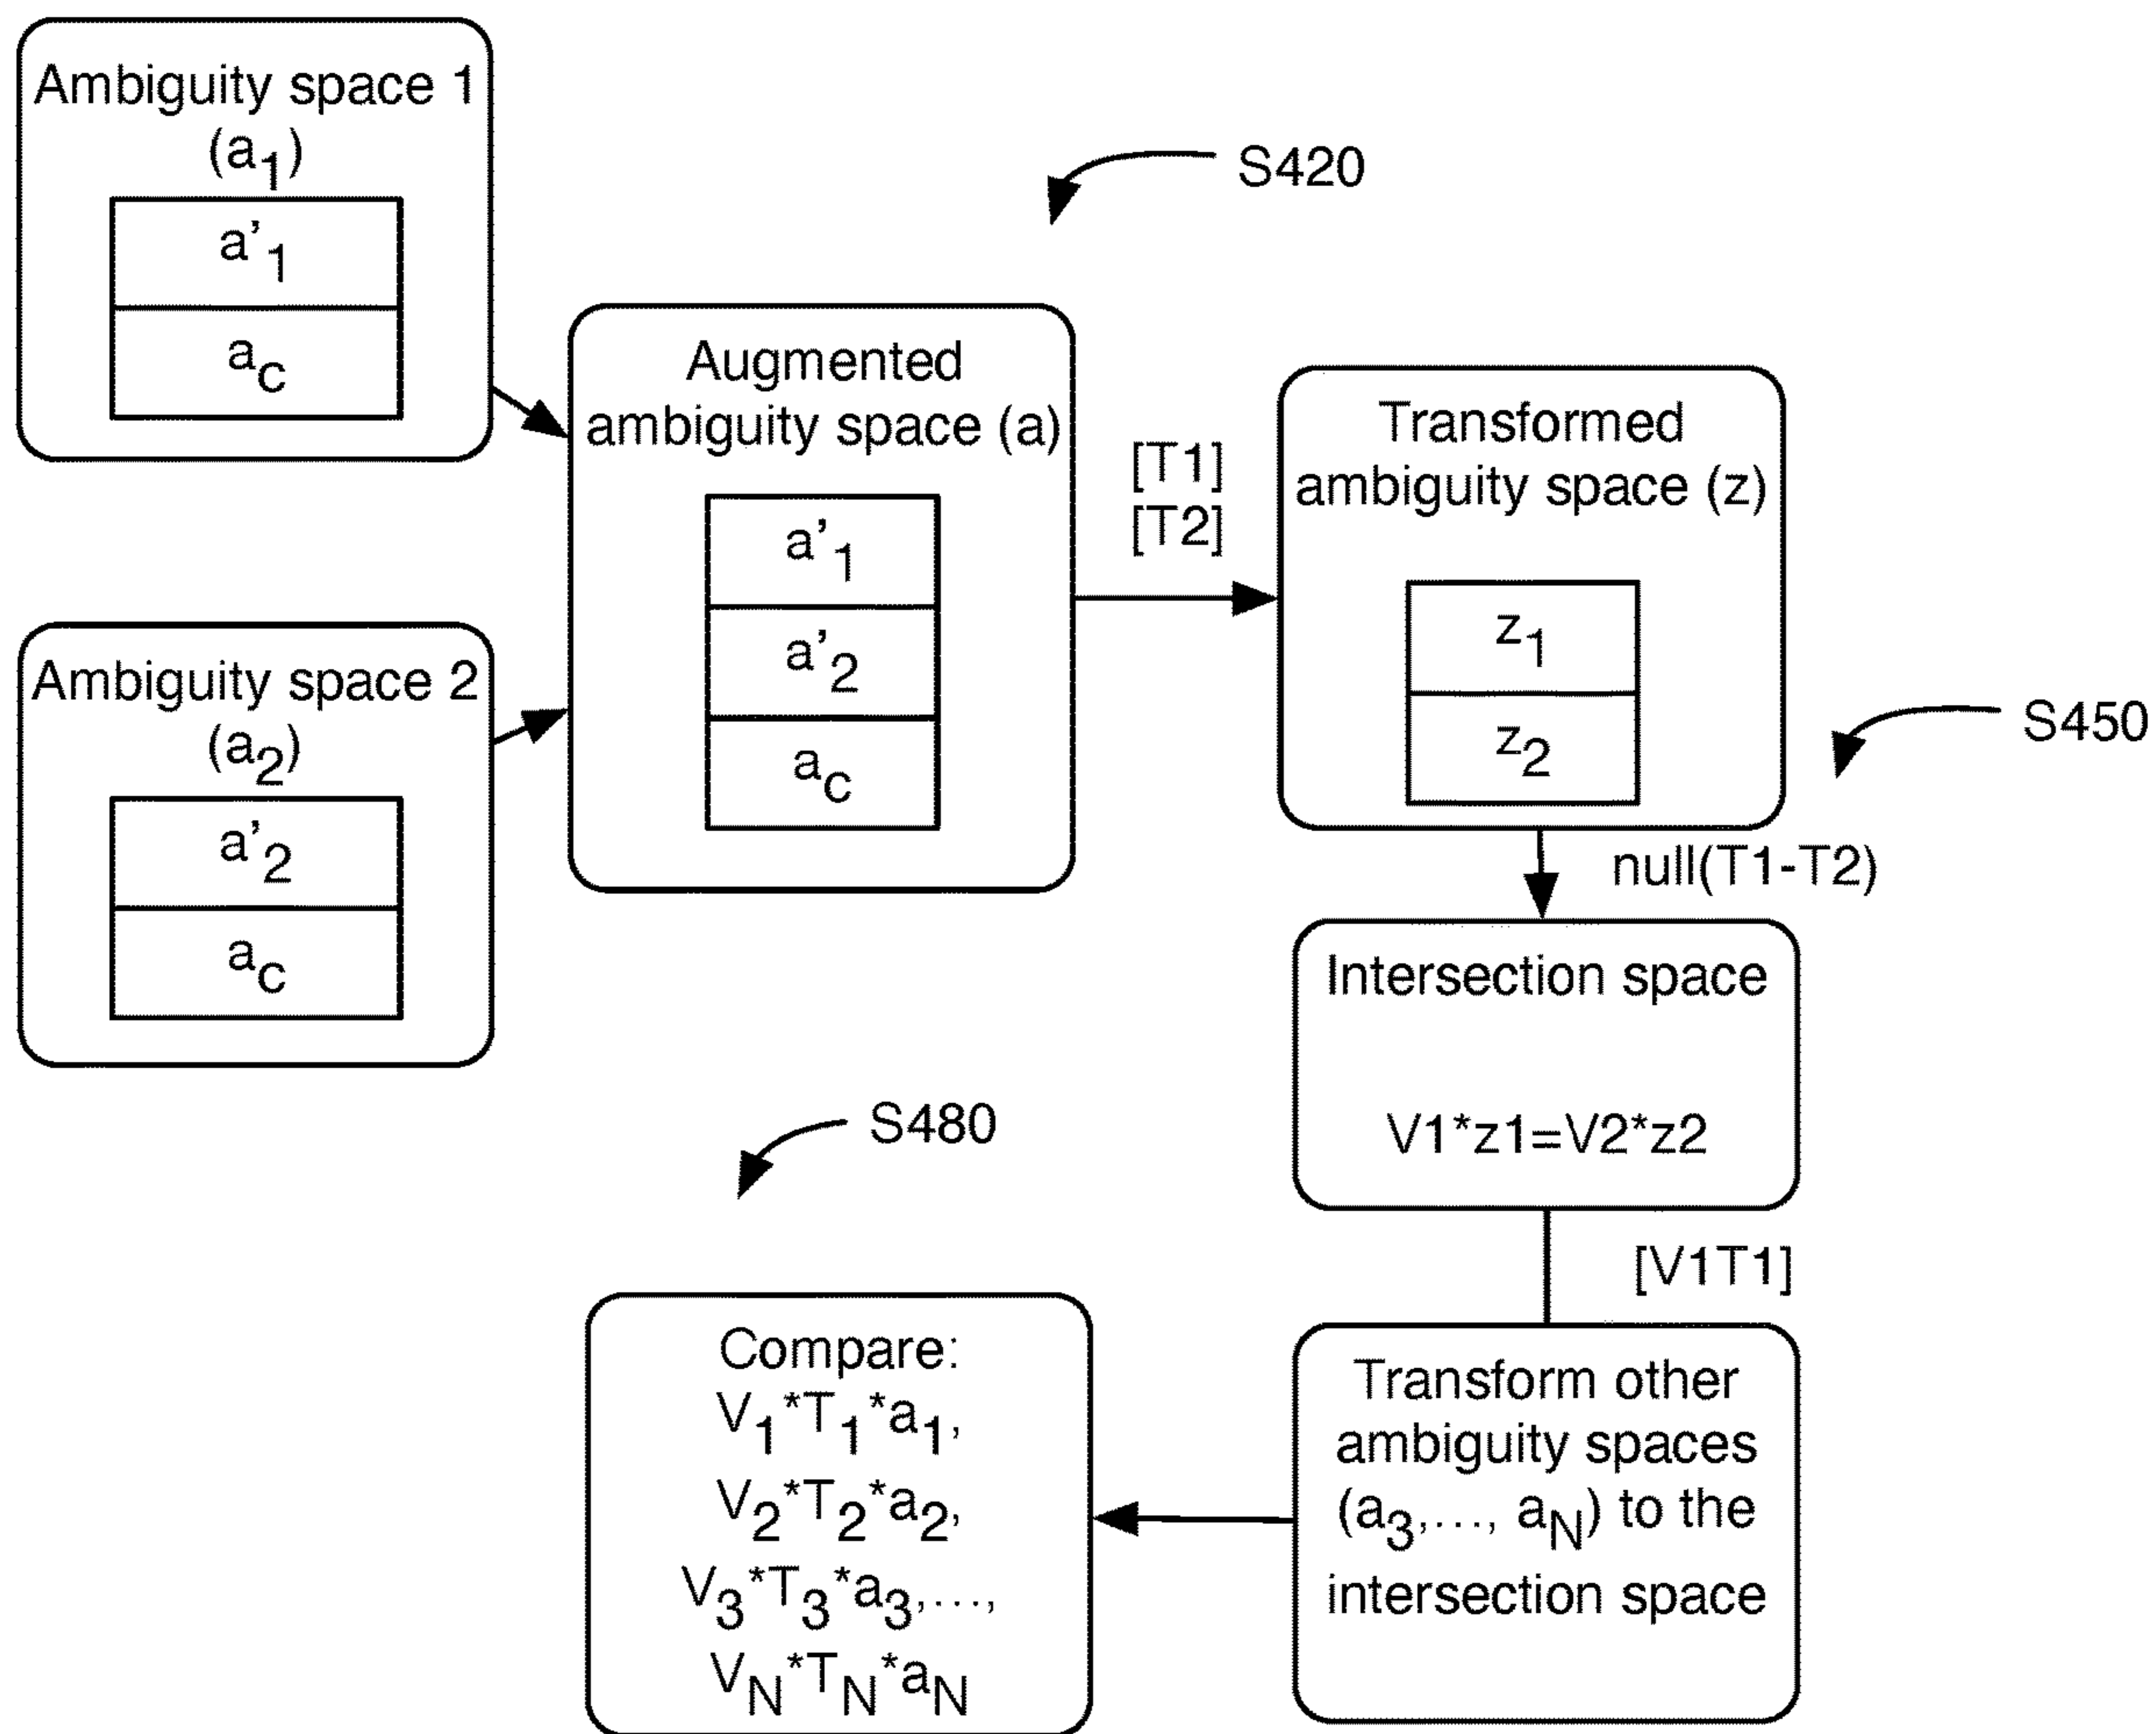 Ambiguity space 1
(a1)
a'1
ac
S420
Augmented
ambiguity space (a)
a'1
a'2
ac
[T1]
[T2]
Transformed
ambiguity space (z)
z1
z2
Ambiguity space 2
(a2)
a'2
ac
S450
null(T1-T2)
Intersection space
V1*z1=V2*z2
S480
[V1T1]
Transform other
ambiguity spaces
(a3,..., aN) to the
intersection space
Compare:
V1*T1*a1,
V2*T2*a2,
V3*T3*a3,...,
VN*TN*aN